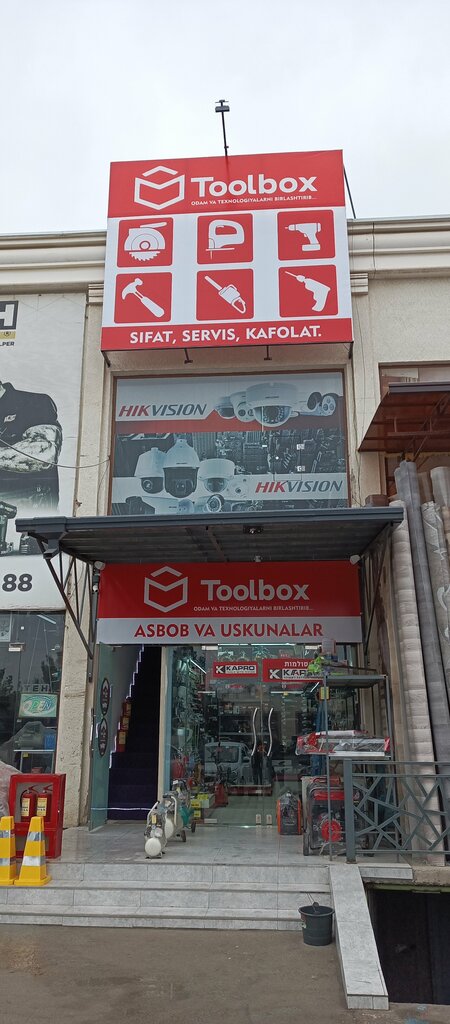 Toolbox
ODAM VA TEXNOLOGIYALARNI BIRLASHTIRIB...
SIFAT, SERVIS, KAFOLAT.
HIKVISION
HIKVISION
88
Toolbox
ODAM VA TEXNOLOGIYALARNI BIRLASHTIRIB...
ASBOB VA USKUNALAR
KAPRO
סולמות